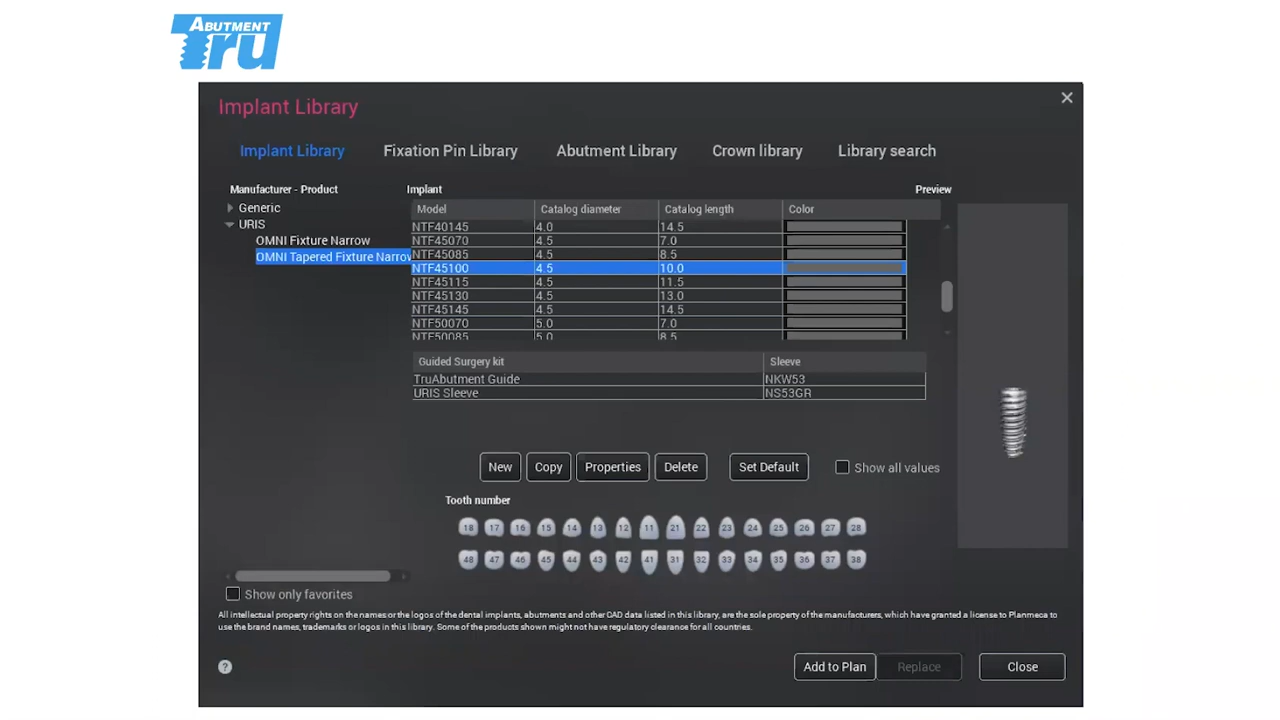 ABUTMENT
Tru
Implant Library
Implant Library Fixation Pin Library Abutment Library Crown library Library search
Manufacturer - Product Implant Preview
Generic
URIS
OMNI Fixture Narrow
OMNI Tapered Fixture Narrow
Model Catalog diameter Catalog length Color
NTF40145 4.0 14.5
NTF45070 4.5 7.0
NTF45085 4.5 8.5
NTF45100 4.5 10.0
NTF45115 4.5 11.5
NTF45130 4.5 13.0
NTF45145 4.5 14.5
NTF50070 5.0 7.0
NTF50085 5.0 8.5
Guided Surgery kit Sleeve
TruAbutment Guide NKW53
URIS Sleeve NS53GR
New Copy Properties Delete Set Default Show all values
Tooth number
18 17 16 15 14 13 12 11 21 22 23 24 25 26 27 28
48 47 46 45 44 43 42 41 31 32 33 34 35 36 37 38
Show only favorites
All intellectual property rights on the names or the logos of the dental implants, abutments and other CAD data listed in this library, are the sole property of the manufacturers, which have granted a license to Planmeca to
use the brand names, trademarks or logos in this library. Some of the products shown might not have regulatory clearance for all countries.
? Add to Plan Replace Close